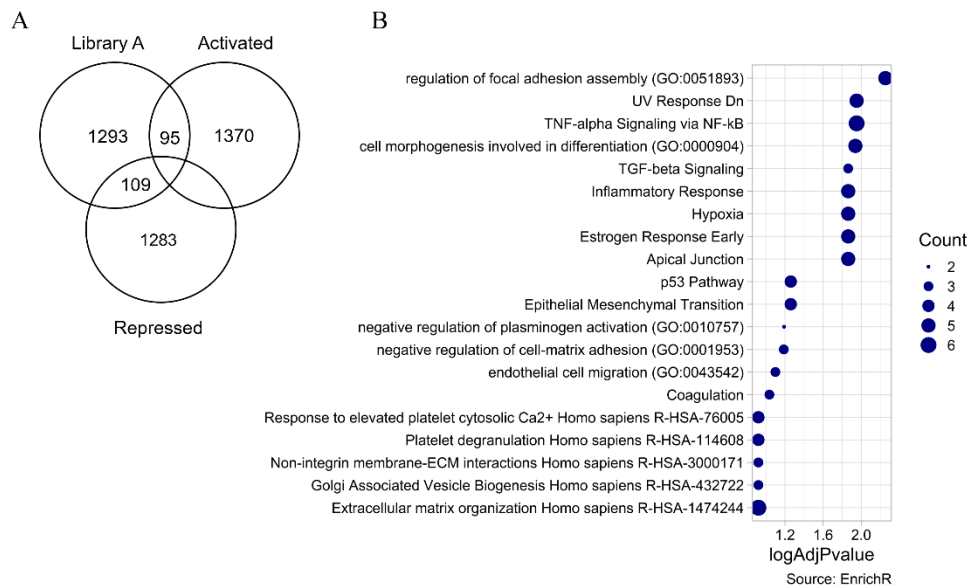 A
Library A
Activated
1293
95
1370
109
1283
Repressed
B
regulation of focal adhesion assembly (GO:0051893)
UV Response Dn
TNF-alpha Signaling via NF-kB
cell morphogenesis involved in differentiation (GO:0000904)
TGF-beta Signaling
Inflammatory Response
Hypoxia
Estrogen Response Early
Apical Junction
p53 Pathway
Epithelial Mesenchymal Transition
negative regulation of plasminogen activation (GO:0010757)
negative regulation of cell-matrix adhesion (GO:0001953)
endothelial cell migration (GO:0043542)
Coagulation
Response to elevated platelet cytosolic Ca2+ Homo sapiens R-HSA-76005
Platelet degranulation Homo sapiens R-HSA-114608
Non-integrin membrane-ECM interactions Homo sapiens R-HSA-3000171
Golgi Associated Vesicle Biogenesis Homo sapiens R-HSA-432722
Extracellular matrix organization Homo sapiens R-HSA-1474244
1.2 1.6 2.0
logAdjPvalue
Source: EnrichR
Count
2
3
4
5
6